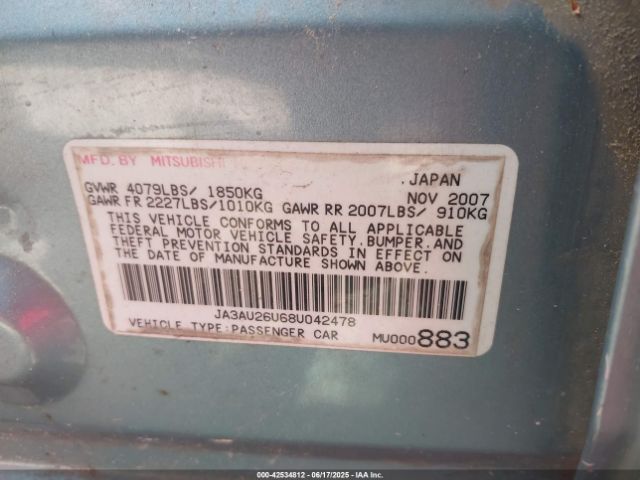 MFD. BY MITSUBISHI
. JAPAN
GVWR 4079LBS/ 1850KG NOV 2007
GAWR FR 2227LBS/1010KG GAWR RR 2007LBS/ 910KG
THIS VEHICLE CONFORMS TO ALL APPLICABLE
FEDERAL MOTOR VEHICLE SAFETY, BUMPER, AND
THEFT PREVENTION STANDARDS IN EFFECT ON
THE DATE OF MANUFACTURE SHOWN ABOVE.
JA3AU26U68U042478
VEHICLE TYPE:PASSENGER CAR MU000883
000-42534812 - 06/17/2025 - IAA Inc.